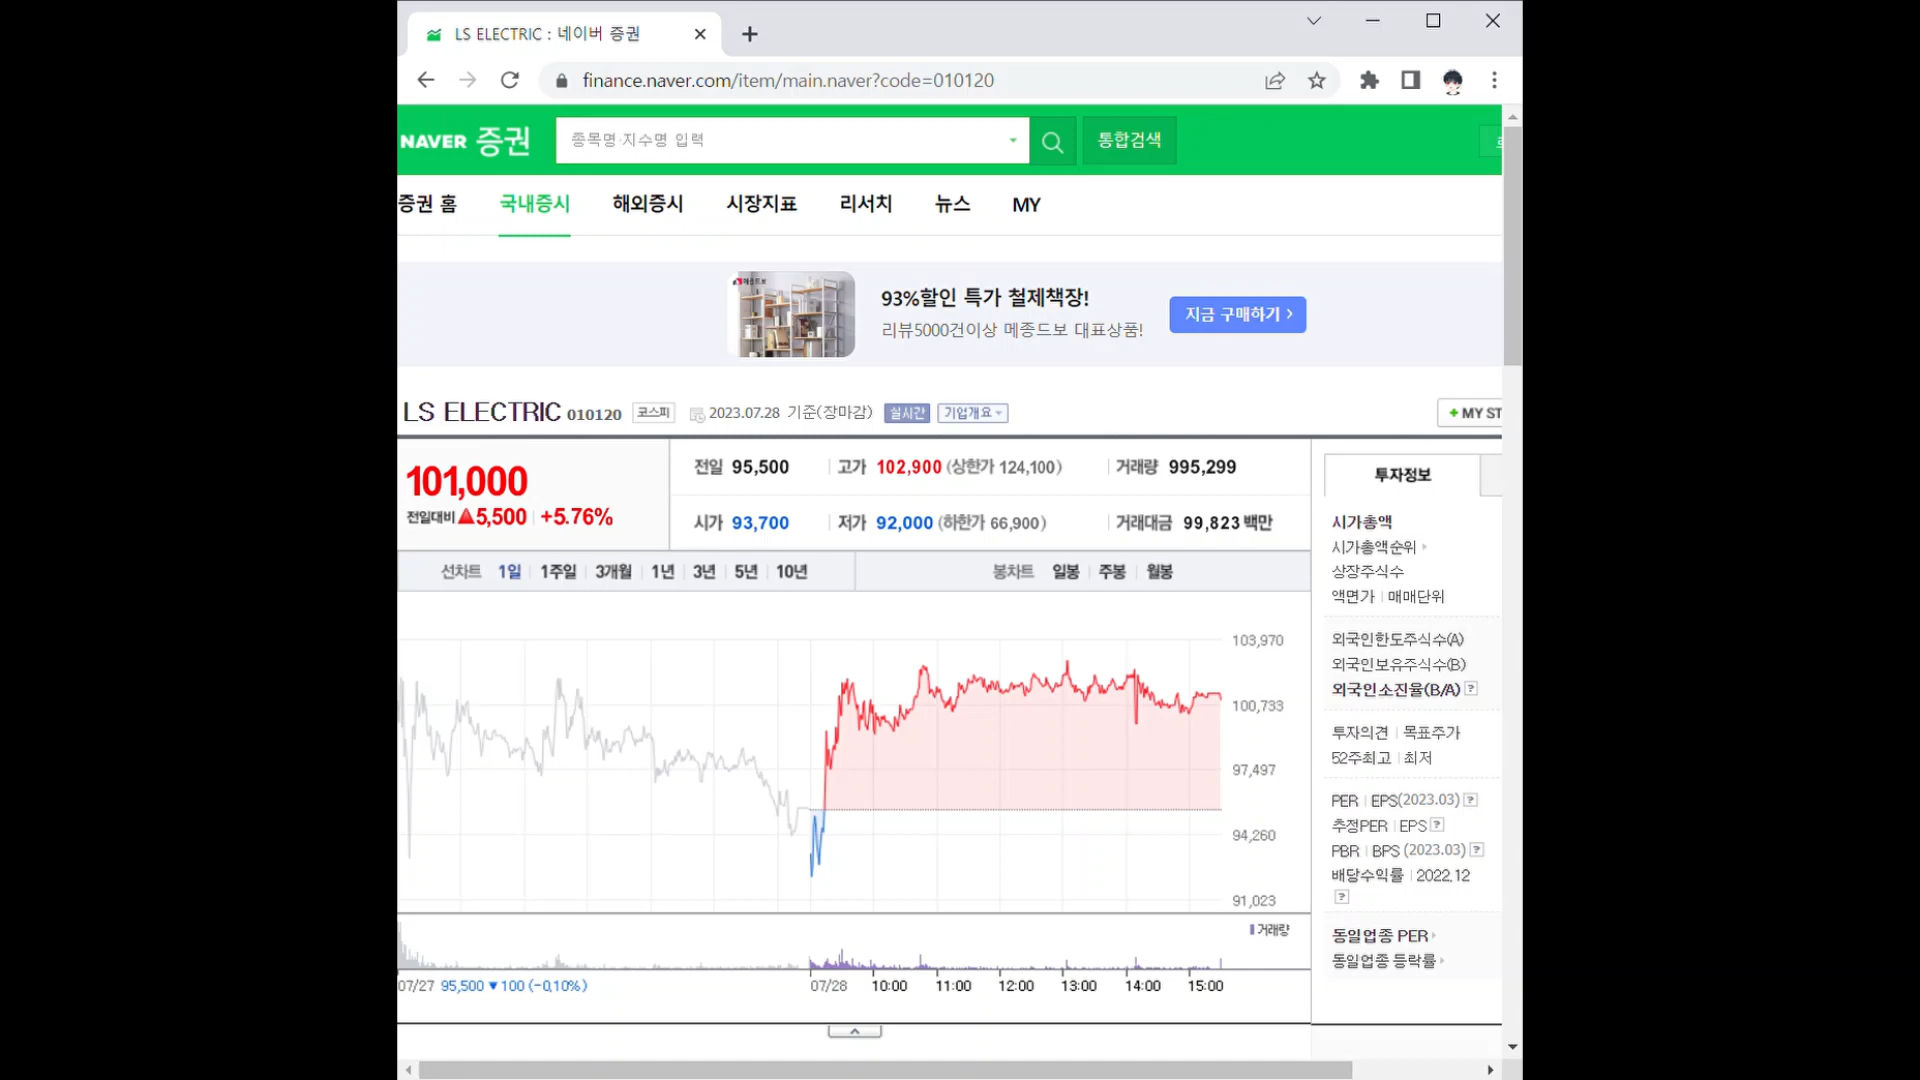 LS ELECTRIC : 네이버 증권
finance.naver.com/item/main.naver?code=010120
NAVER 증권
종목명·지수명 입력
통합검색
증권 홈 국내증시 해외증시 시장지표 리서치 뉴스 MY
93%할인 특가 철제책장!
리뷰5000건이상 메종드보 대표상품!
지금 구매하기 >
LS ELECTRIC 010120 코스피 2023.07.28 기준(장마감) 실시간 기업개요
+ MY ST
101,000
전일대비 ▲5,500 +5.76%
전일 95,500 고가 102,900 (상한가 124,100) 거래량 995,299
시가 93,700 저가 92,000 (하한가 66,900) 거래대금 99,823 백만
선차트 1일 1주일 3개월 1년 3년 5년 10년 봉차트 일봉 주봉 월봉
103,970
100,733
97,497
94,260
91,023
거래량
07/27 95,500 ▼100 (-0.10%)
07/28 10:00 11:00 12:00 13:00 14:00 15:00
투자정보
시가총액
시가총액순위
상장주식수
액면가 | 매매단위
외국인한도주식수(A)
외국인보유주식수(B)
외국인소진율(B/A) ?
투자의견 | 목표주가
52주최고 | 최저
PER | EPS(2023.03) ?
추정PER | EPS ?
PBR | BPS (2023.03) ?
배당수익률 | 2022.12
?
동일업종 PER
동일업종 등락률